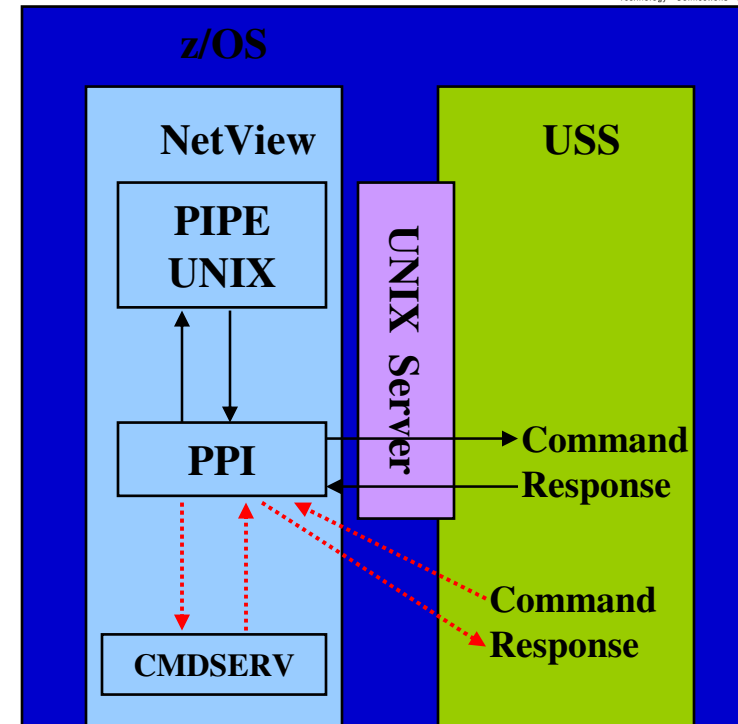 z/OS
NetView
USS
PIPE
UNIX
UNIX Server
PPI
Command
Response
Command
Response
CMDSERV